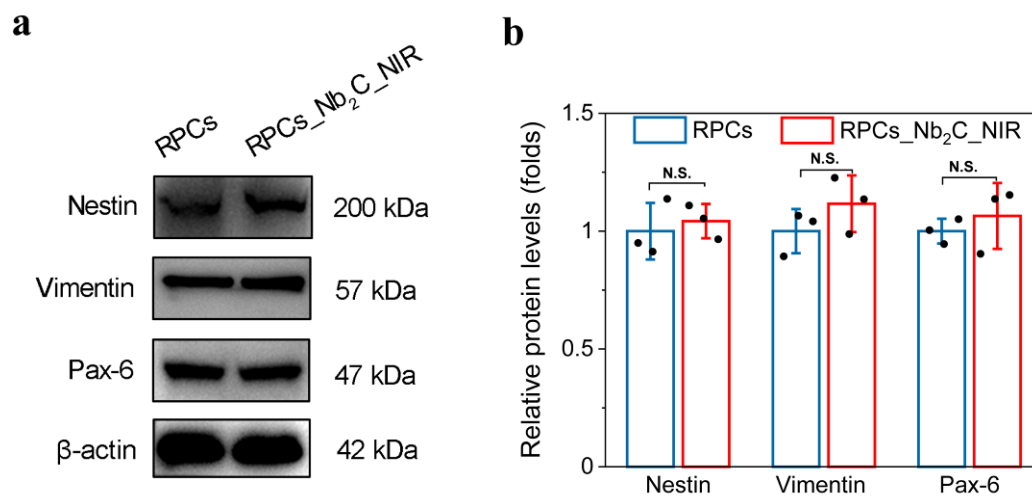 a
RPCs
RPCs_Nb₂C_NIR
Nestin 200 kDa
Vimentin 57 kDa
Pax-6 47 kDa
β-actin 42 kDa
b
Relative protein levels (folds)
1.5
1
0.5
0
RPCs RPCs_Nb₂C_NIR
N.S. N.S. N.S.
Nestin Vimentin Pax-6